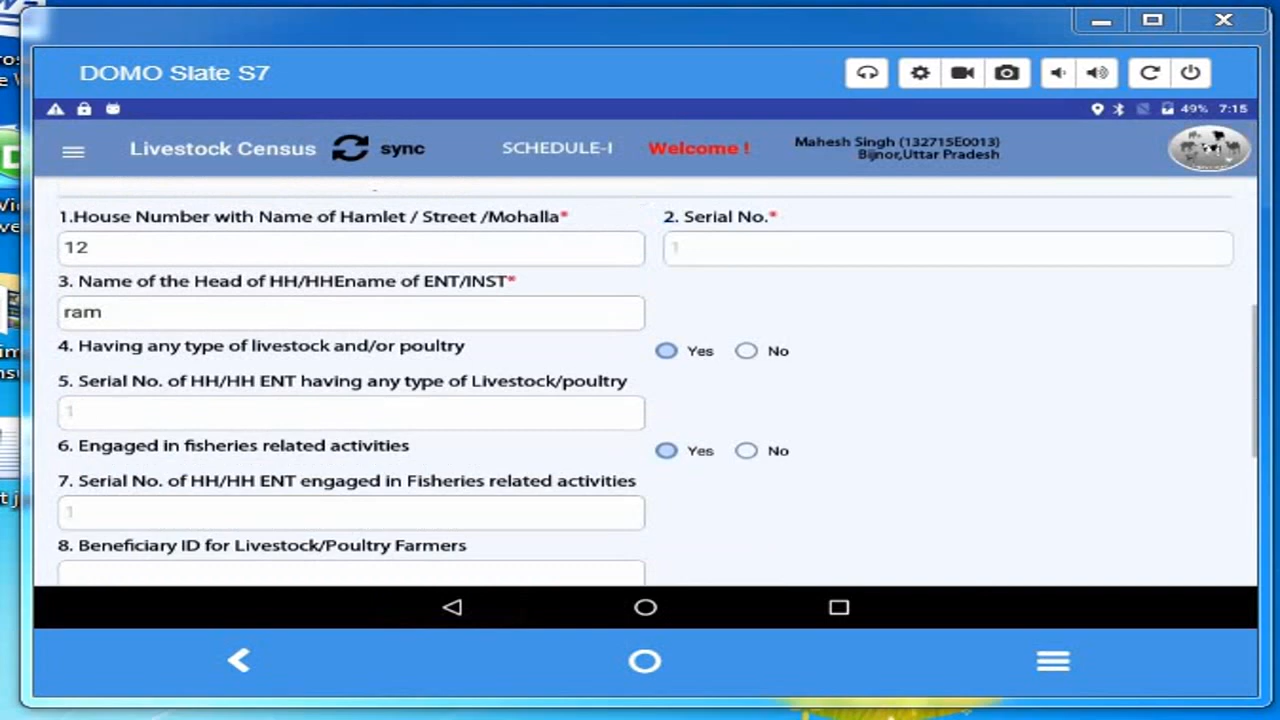 DOMO Slate S7
49% 7:15
Livestock Census sync SCHEDULE-I Welcome ! Mahesh Singh (132715E0013)
Bijnor,Uttar Pradesh
1.House Number with Name of Hamlet / Street /Mohalla* 2. Serial No.*
12 1
3. Name of the Head of HH/HHEname of ENT/INST*
ram
4. Having any type of livestock and/or poultry Yes No
5. Serial No. of HH/HH ENT having any type of Livestock/poultry
1
6. Engaged in fisheries related activities Yes No
7. Serial No. of HH/HH ENT engaged in Fisheries related activities
1
8. Beneficiary ID for Livestock/Poultry Farmers